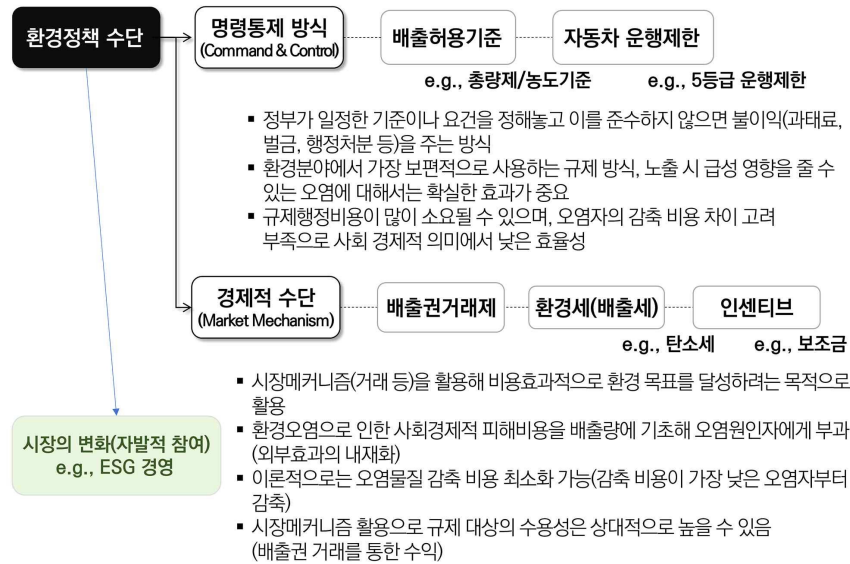 환경정책 수단
명령통제 방식
(Command & Control)
배출허용기준
자동차 운행제한
e.g., 총량제/농도기준
e.g., 5등급 운행제한
▪ 정부가 일정한 기준이나 요건을 정해놓고 이를 준수하지 않으면 불이익(과태료,
벌금, 행정처분 등)을 주는 방식
▪ 환경분야에서 가장 보편적으로 사용하는 규제 방식, 노출 시 급성 영향을 줄 수
있는 오염에 대해서는 확실한 효과가 중요
▪ 규제행정비용이 많이 소요될 수 있으며, 오염자의 감축 비용 차이 고려
부족으로 사회 경제적 의미에서 낮은 효율성
경제적 수단
(Market Mechanism)
배출권거래제
환경세(배출세)
인센티브
e.g., 탄소세
e.g., 보조금
▪ 시장메커니즘(거래 등)을 활용해 비용효과적으로 환경 목표를 달성하려는 목적으로
활용
▪ 환경오염으로 인한 사회경제적 피해비용을 배출량에 기초해 오염원인자에게 부과
(외부효과의 내재화)
▪ 이론적으로는 오염물질 감축 비용 최소화 가능(감축 비용이 가장 낮은 오염자부터
감축)
▪ 시장메커니즘 활용으로 규제 대상의 수용성은 상대적으로 높을 수 있음
(배출권 거래를 통한 수익)
시장의 변화(자발적 참여)
e.g., ESG 경영